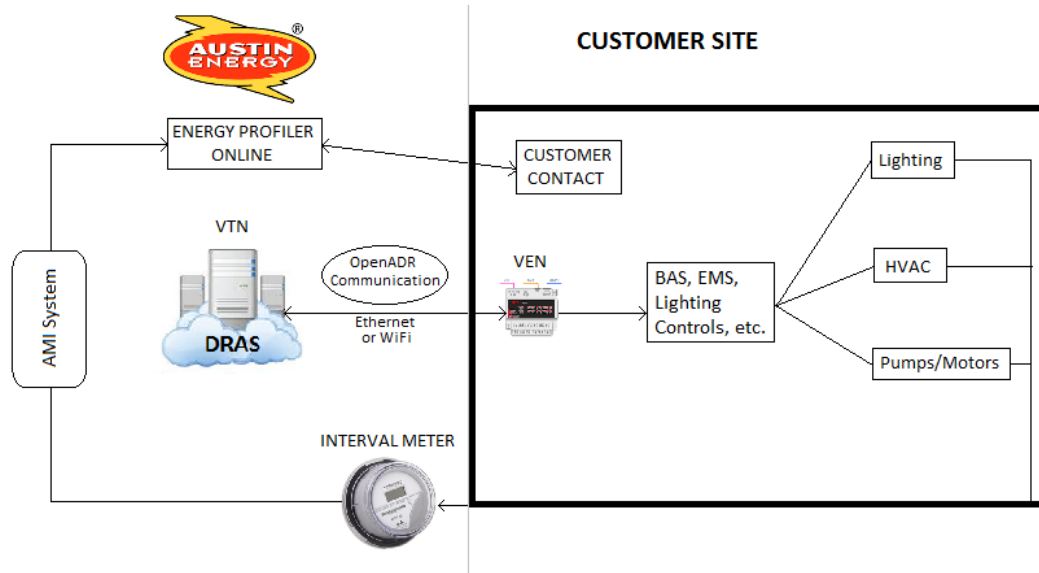 AUSTIN
ENERGY
®
CUSTOMER SITE
ENERGY PROFILER
ONLINE
CUSTOMER
CONTACT
Lighting
VTN
OpenADR
Communication
VEN
HVAC
BAS, EMS,
Lighting
Controls, etc.
AMI System
DRAS
Ethernet
or WiFi
Pumps/Motors
INTERVAL METER